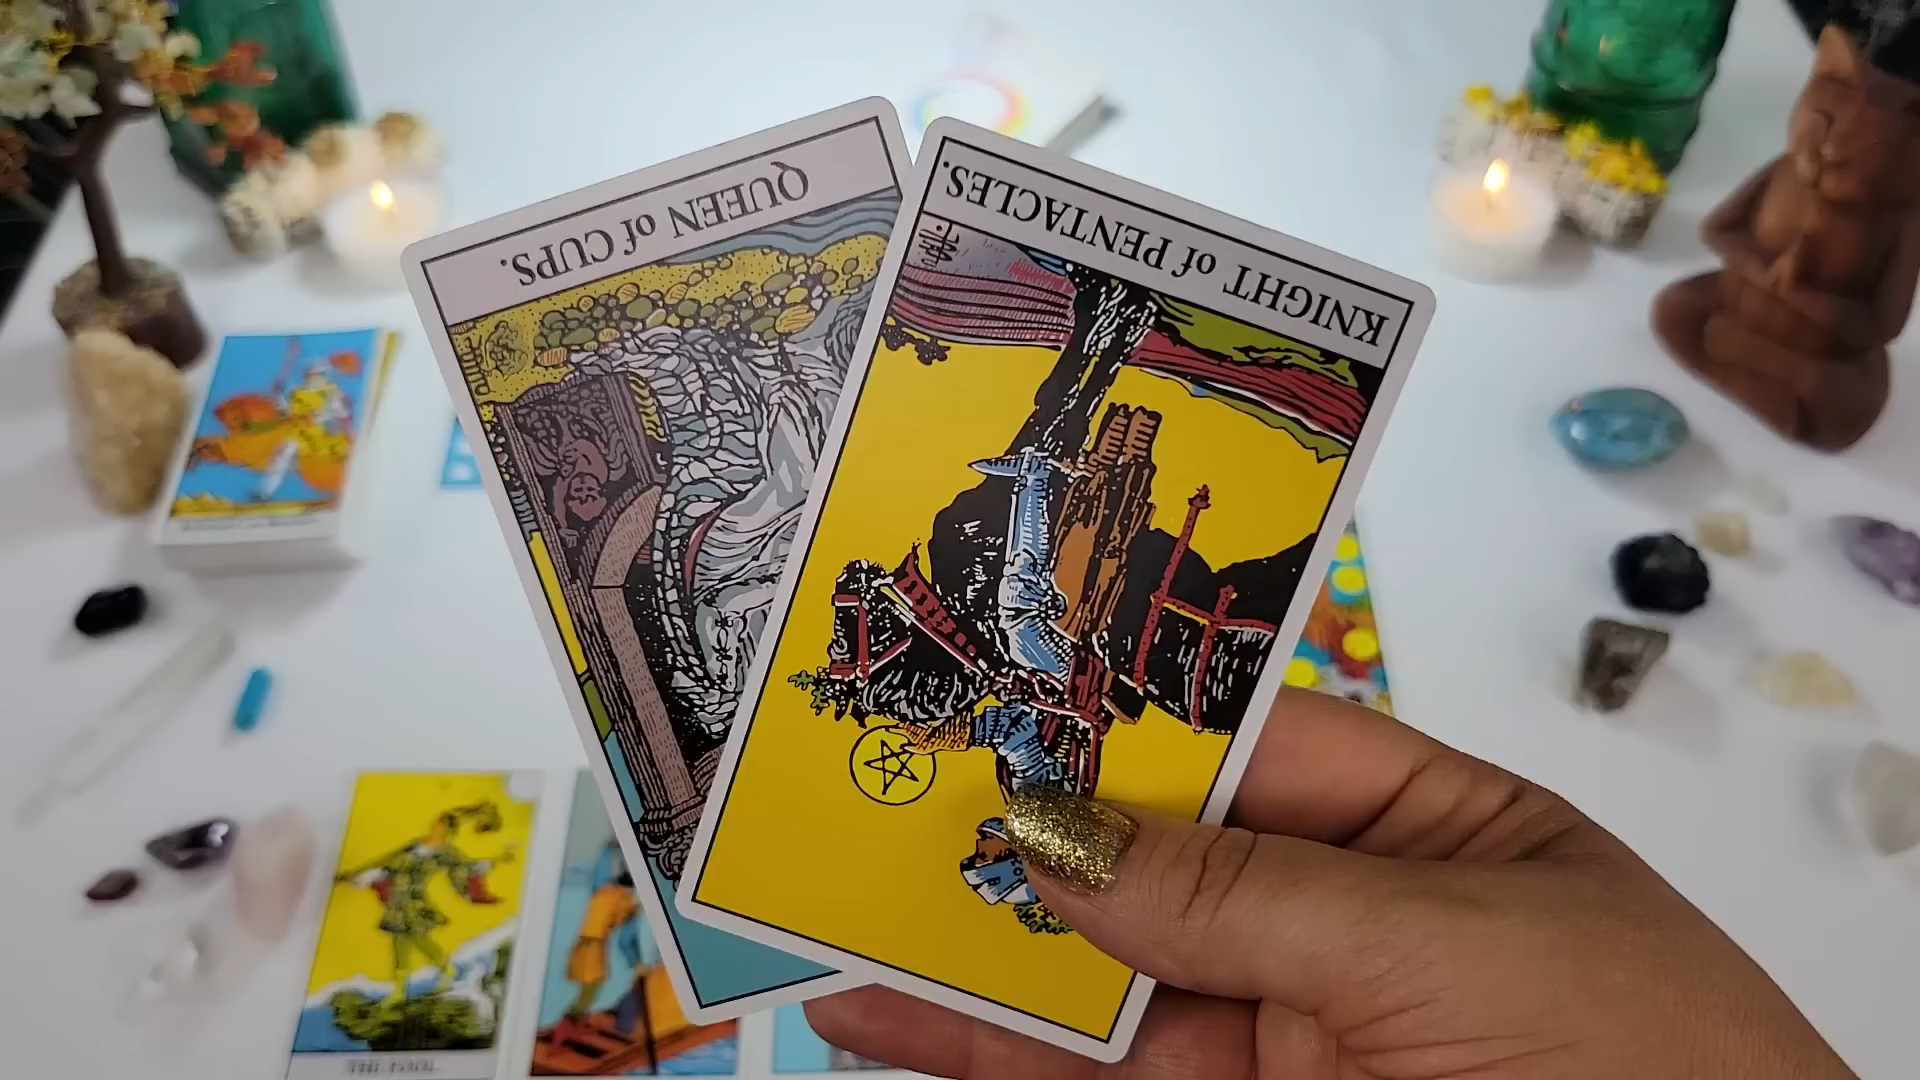 QUEEN of CUPS.
KNIGHT of PENTACLES.
THE FOOL.